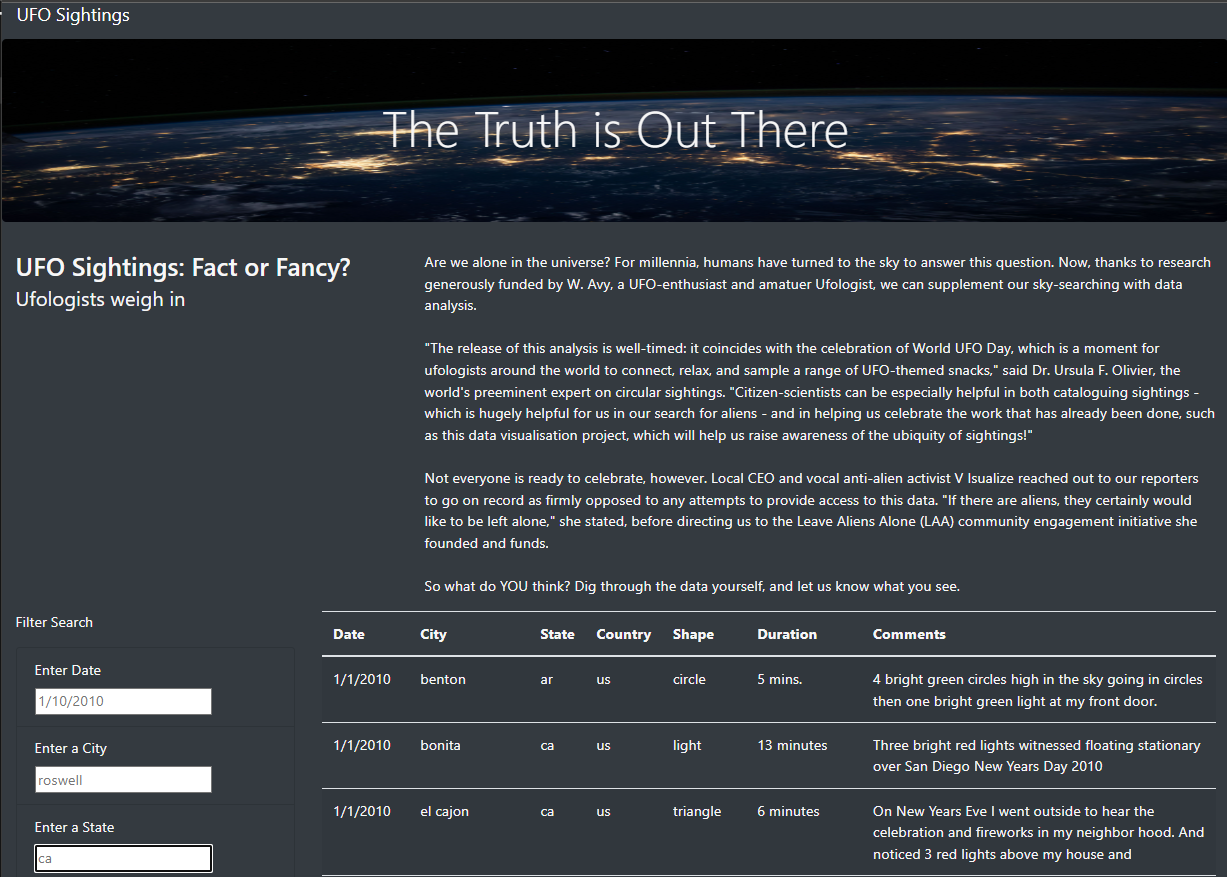 UFO Sightings
The Truth is Out There
UFO Sightings: Fact or Fancy?
Ufologists weigh in
Are we alone in the universe? For millennia, humans have turned to the sky to answer this question. Now, thanks to research
generously funded by W. Avy, a UFO-enthusiast and amatuer Ufologist, we can supplement our sky-searching with data
analysis.
"The release of this analysis is well-timed: it coincides with the celebration of World UFO Day, which is a moment for
ufologists around the world to connect, relax, and sample a range of UFO-themed snacks," said Dr. Ursula F. Olivier, the
world's preeminent expert on circular sightings. "Citizen-scientists can be especially helpful in both cataloguing sightings -
which is hugely helpful for us in our search for aliens - and in helping us celebrate the work that has already been done, such
as this data visualisation project, which will help us raise awareness of the ubiquity of sightings!"
Not everyone is ready to celebrate, however. Local CEO and vocal anti-alien activist V Isualize reached out to our reporters
to go on record as firmly opposed to any attempts to provide access to this data. "If there are aliens, they certainly would
like to be left alone," she stated, before directing us to the Leave Aliens Alone (LAA) community engagement initiative she
founded and funds.
So what do YOU think? Dig through the data yourself, and let us know what you see.
Filter Search
Enter Date
1/10/2010
Enter a City
roswell
Enter a State
ca
Date City State Country Shape Duration Comments
1/1/2010 benton ar us circle 5 mins. 4 bright green circles high in the sky going in circles
then one bright green light at my front door.
1/1/2010 bonita ca us light 13 minutes Three bright red lights witnessed floating stationary
over San Diego New Years Day 2010
1/1/2010 el cajon ca us triangle 6 minutes On New Years Eve I went outside to hear the
celebration and fireworks in my neighbor hood. And
noticed 3 red lights above my house and